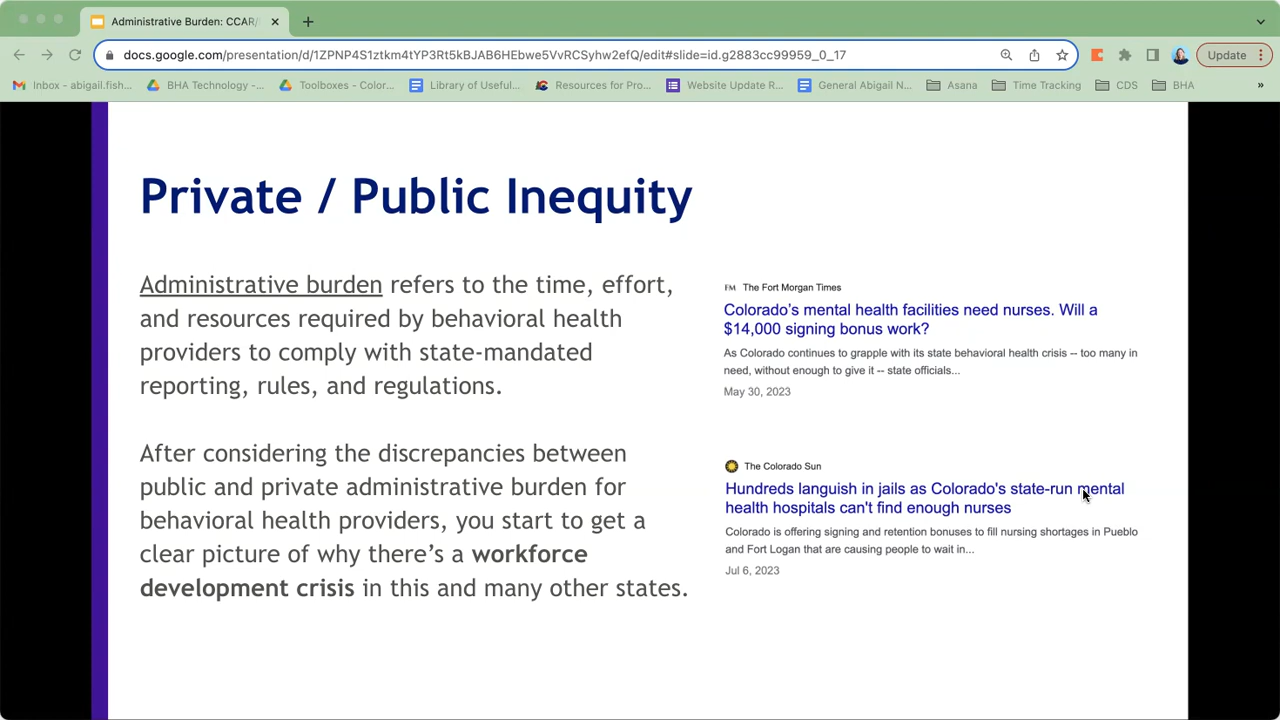 Administrative Burden: CCAR/
docs.google.com/presentation/d/1ZPNP4S1ztkm4tYP3Rt5kBJAB6HEbwe5VvRCSyhw2efQ/edit#slide=id.g2883cc99959_0_17
Update
Inbox - abigail.fish...
BHA Technology -...
Toolboxes - Color...
Library of Useful...
Resources for Pro...
Website Update R...
General Abigail N...
Asana
Time Tracking
CDS
BHA
»
Private / Public Inequity
Administrative burden refers to the time, effort,
and resources required by behavioral health
providers to comply with state-mandated
reporting, rules, and regulations.
After considering the discrepancies between
public and private administrative burden for
behavioral health providers, you start to get a
clear picture of why there's a workforce
development crisis in this and many other states.
FM The Fort Morgan Times
Colorado's mental health facilities need nurses. Will a
$14,000 signing bonus work?
As Colorado continues to grapple with its state behavioral health crisis -- too many in
need, without enough to give it -- state officials...
May 30, 2023
The Colorado Sun
Hundreds languish in jails as Colorado's state-run mental
health hospitals can't find enough nurses
Colorado is offering signing and retention bonuses to fill nursing shortages in Pueblo
and Fort Logan that are causing people to wait in...
Jul 6, 2023